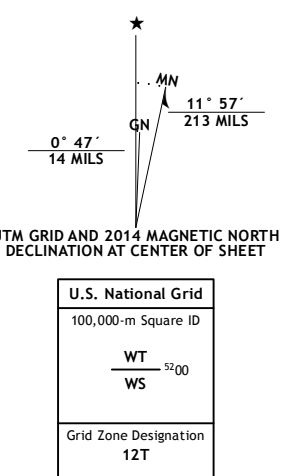 ★
MN
11° 57´
213 MILS
GN
0° 47´
14 MILS
UTM GRID AND 2014 MAGNETIC NORTH
DECLINATION AT CENTER OF SHEET
U.S. National Grid
100,000-m Square ID
WT
5200
WS
Grid Zone Designation
12T